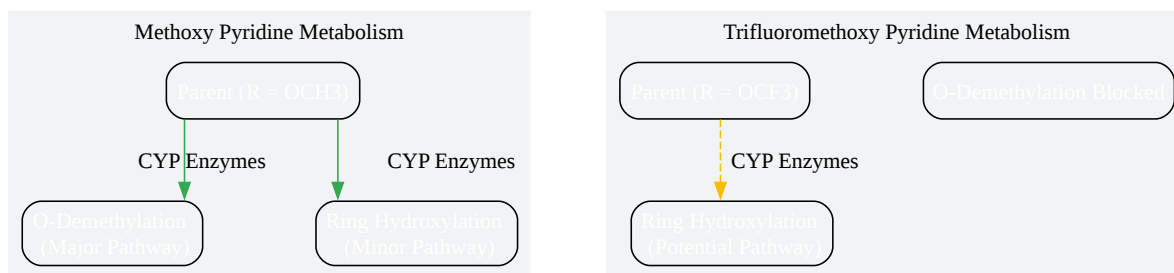 Methoxy Pyridine Metabolism
Parent (R = OCH3)
CYP Enzymes
CYP Enzymes
O-Demethylation
(Major Pathway)
Ring Hydroxylation
(Minor Pathway)
Trifluoromethoxy Pyridine Metabolism
Parent (R = OCF3)
O-Demethylation Blocked
CYP Enzymes
Ring Hydroxylation
(Potential Pathway)